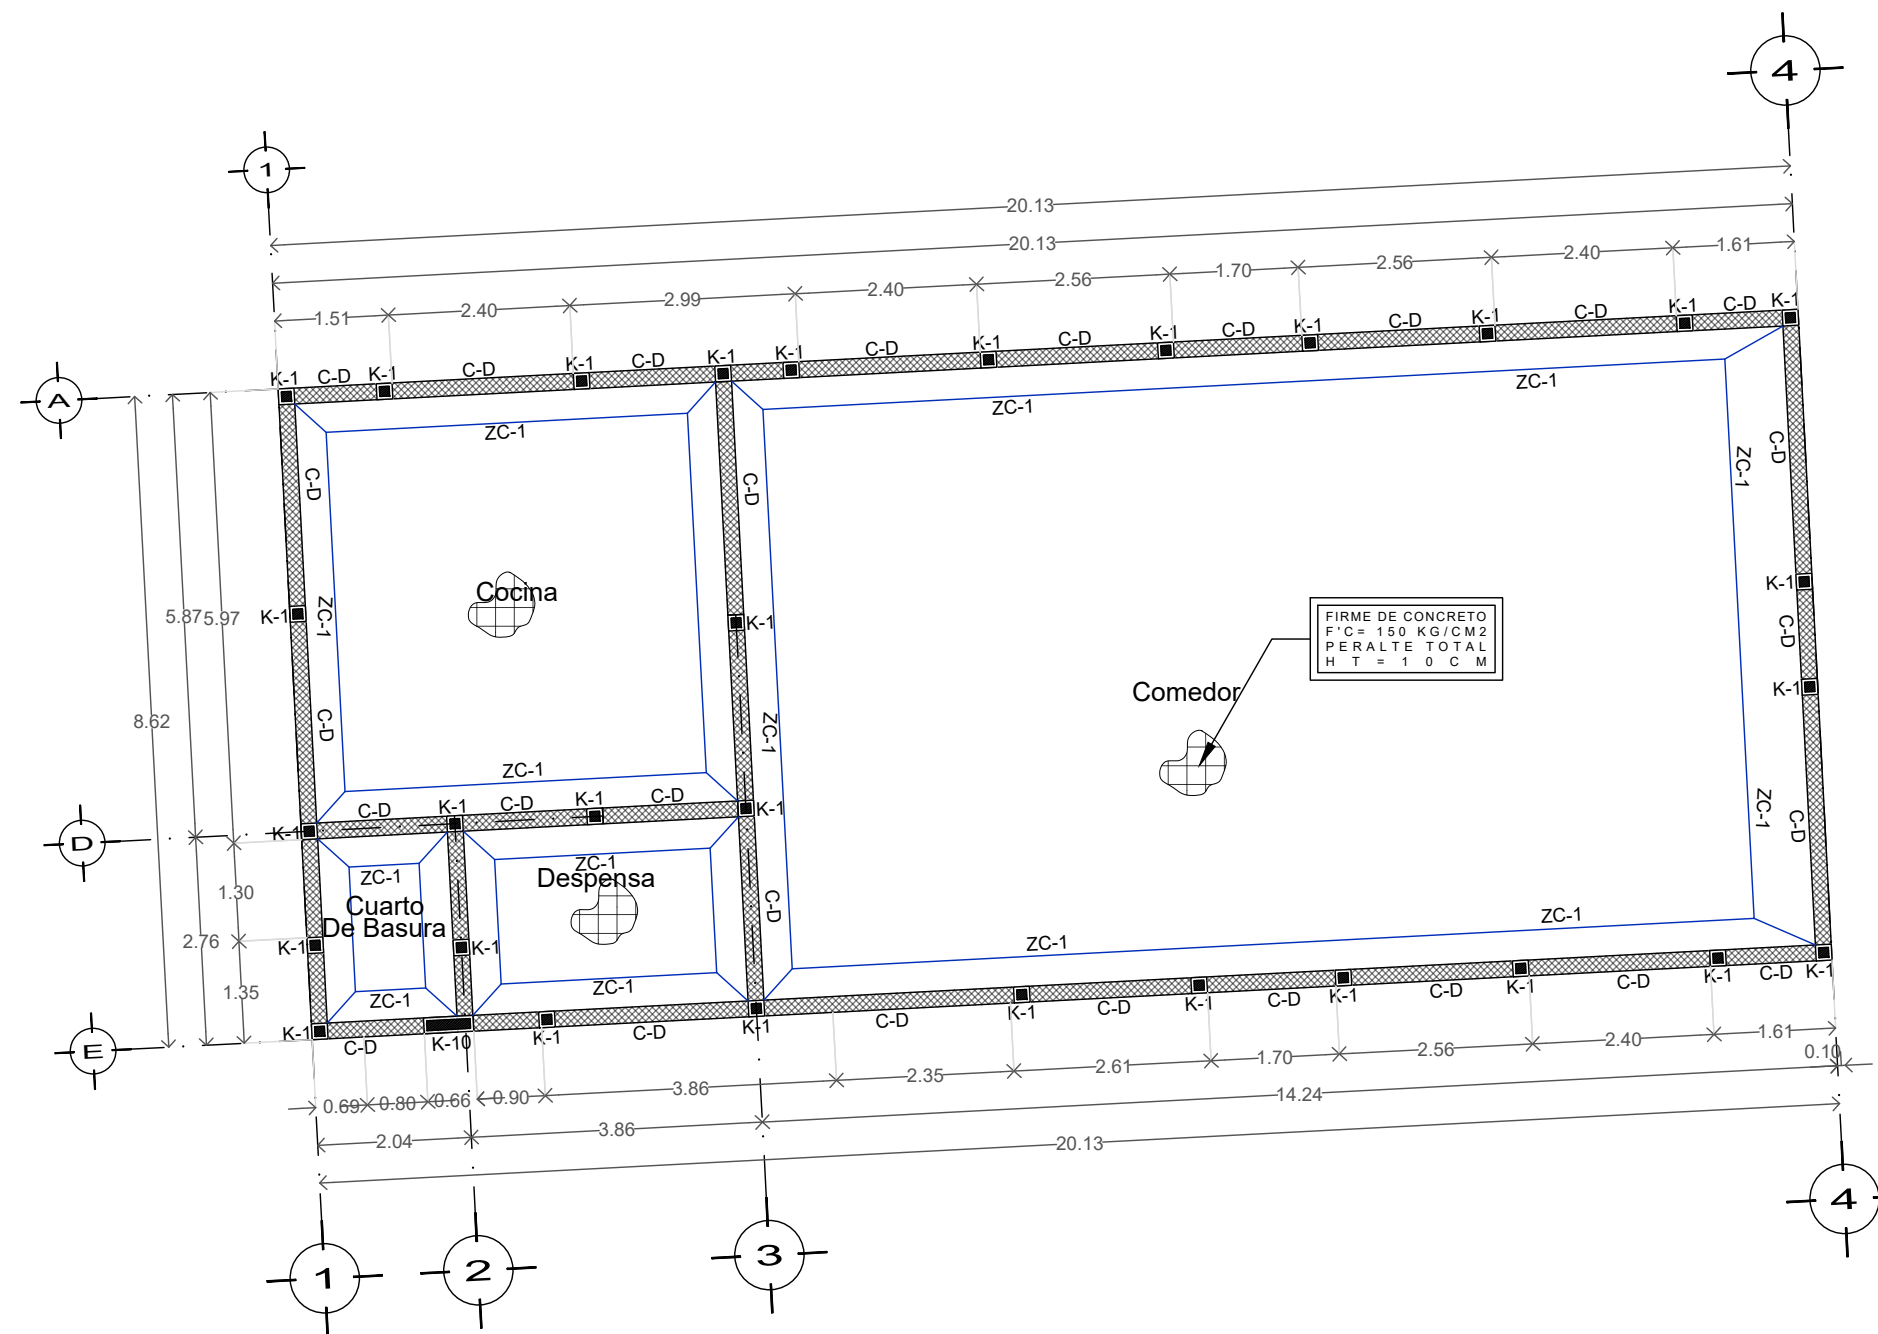 4
1
20.13
20.13
1.51
2.40
2.99
2.40
2.56
1.70
2.56
2.40
1.61
K-1
C-D
K-1
C-D
K-1
C-D
K-1
K-1
C-D
K-1
C-D
K-1
C-D
K-1
C-D
K-1
C-D
K-1
C-D
K-1
A
ZC-1
ZC-1
ZC-1
C-D
C-D
C-D
ZC-1
Cocina
K-1
ZC-1
K-1
K-1
C-D
5.87
5.97
8.62
FIRME DE CONCRETO
F'C= 150 KG/CM2
PERALTE TOTAL
HT = 10 CM
Comedor
K-1
C-D
ZC-1
ZC-1
C-D
ZC-1
C-D
K-1
C-D
K-1
C-D
K-1
K-1
D
ZC-1
ZC-1
Despensa
Cuarto
De Basura
C-D
1.30
2.76
1.35
K-1
K-1
ZC-1
ZC-1
ZC-1
ZC-1
E
K-1
C-D
K-10
K-1
C-D
K-1
C-D
K-1
C-D
K-1
C-D
K-1
C-D
K-1
C-D
K-1
C-D
K-1
0.69
0.80
0.66
0.90
3.86
2.35
2.61
1.70
2.56
2.40
1.61
0.10
2.04
3.86
14.24
20.13
1
2
3
4